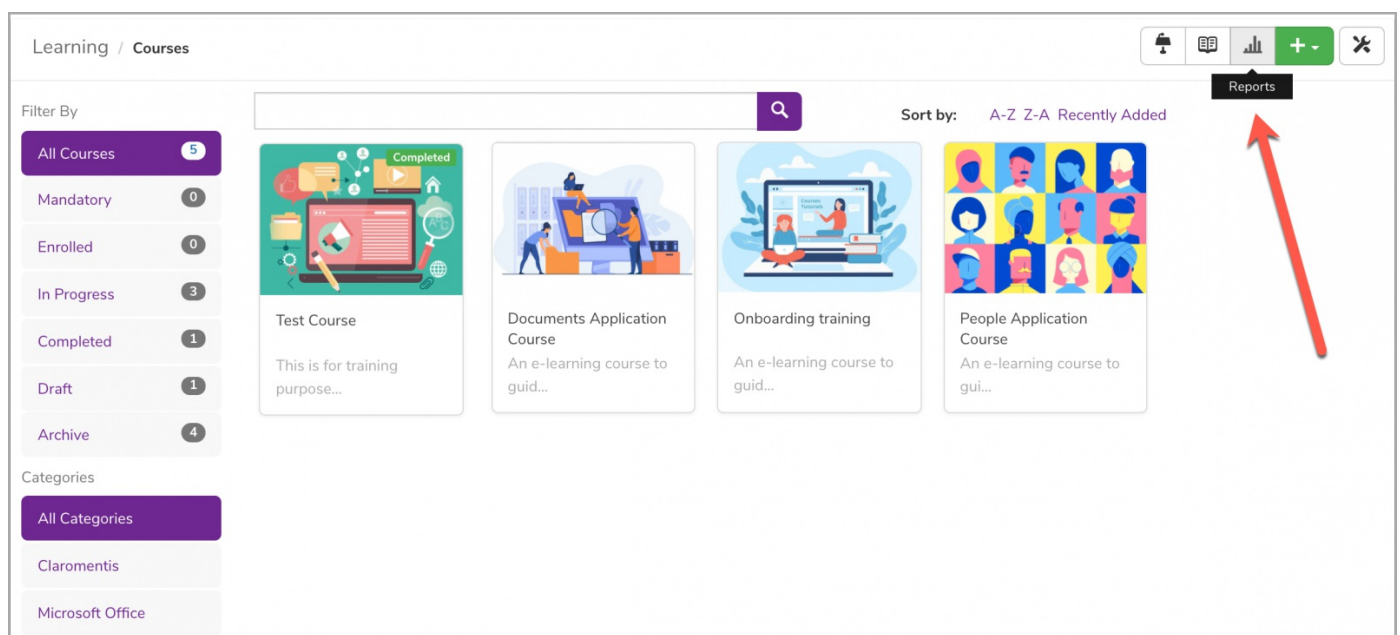 Learning / Courses
Reports
Filter By
Sort by: A-Z Z-A Recently Added
All Courses 5
Mandatory 0
Enrolled 0
In Progress 3
Completed 1
Draft 1
Archive 4
Categories
All Categories
Claromentis
Microsoft Office
Completed
Test Course
This is for training
purpose...
Documents Application
Course
An e-learning course to
guid...
Courses
Tutorials
Onboarding training
An e-learning course to
guid...
People Application
Course
An e-learning course to
gui...